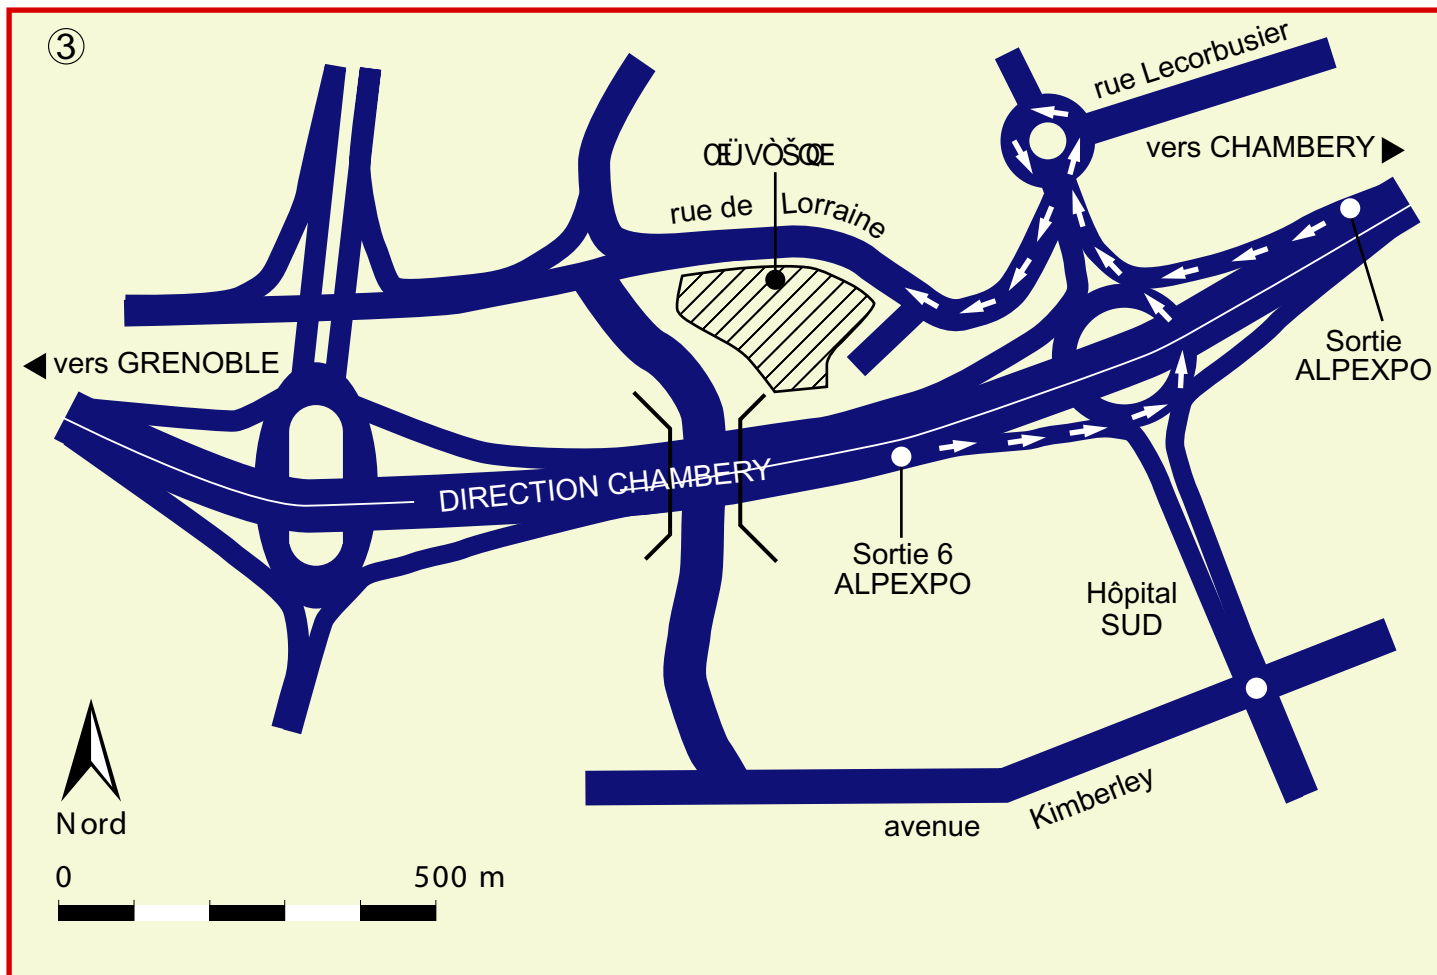 ③
rue Lecorbusier
vers CHAMBERY
rue de Lorraine
vers GRENOBLE
Sortie
ALPEXPO
DIRECTION CHAMBERY
Sortie 6
ALPEXPO
Hôpital
SUD
Nord
avenue Kimberley
0 500 m